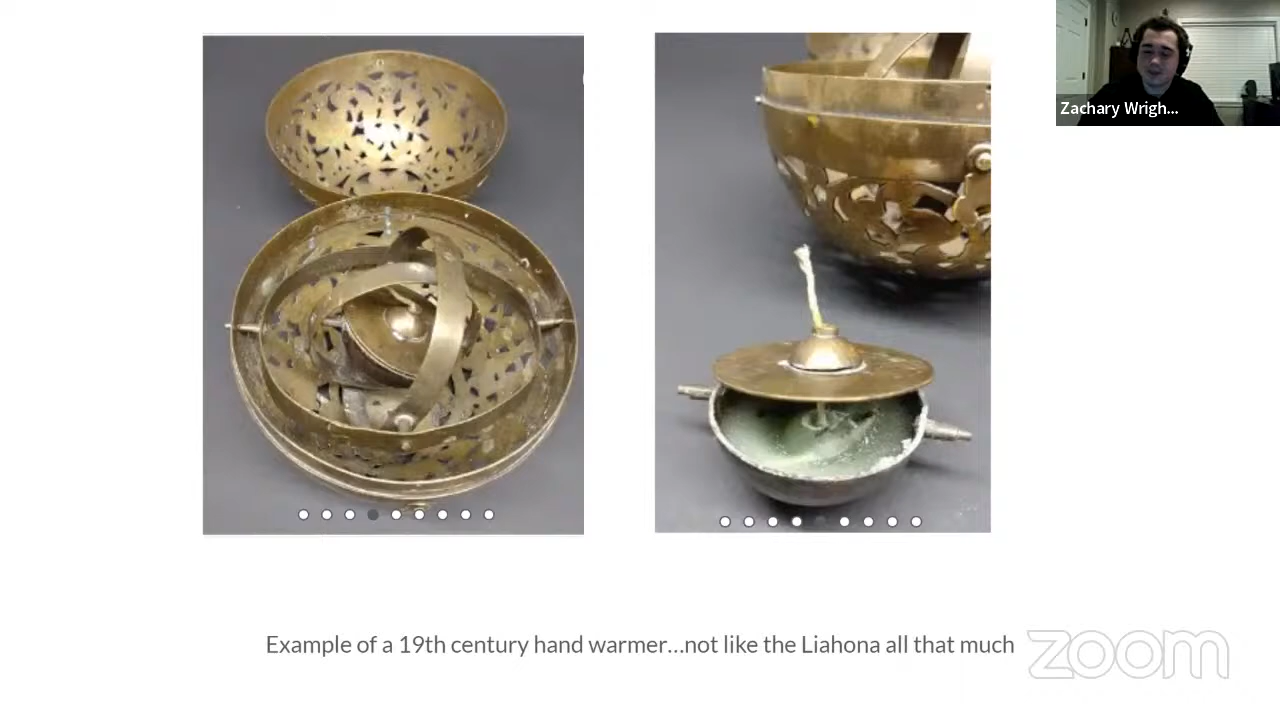 Zachary Wrigh...
Example of a 19th century hand warmer...not like the Liahona all that much
zoom